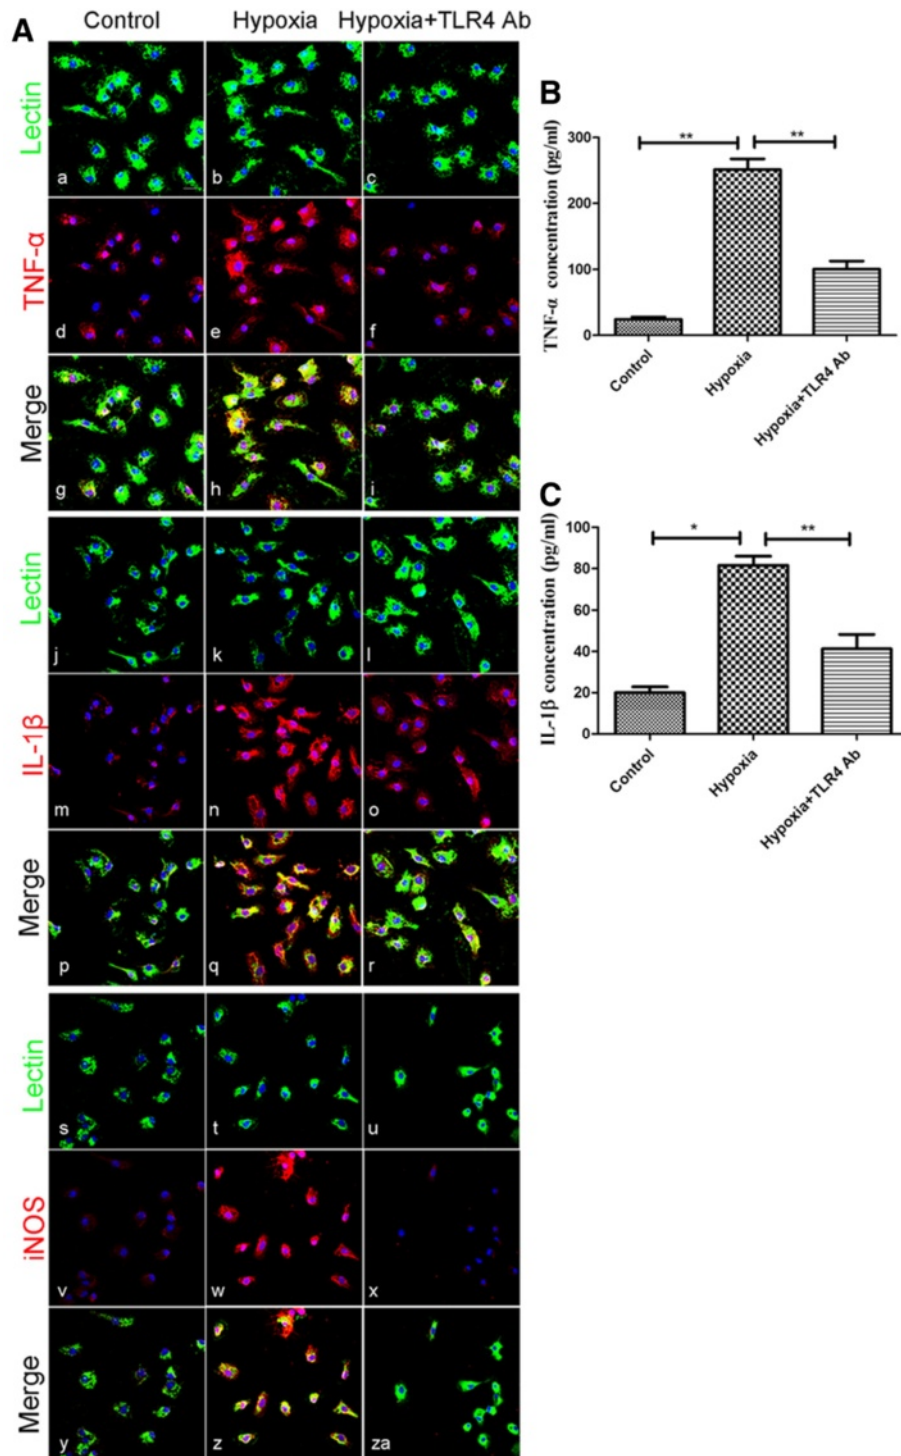 A
Control Hypoxia Hypoxia+TLR4 Ab
Lectin
a b c
TNF-α
d e f
Merge
g h i
Lectin
j k l
IL-1β
m n o
Merge
p q r
Lectin
s t u
iNOS
v w x
Merge
y z za
B
TNF-α concentration (pg/ml)
300
200
100
0
** **
Control
Hypoxia
Hypoxia+TLR4 Ab
C
IL-1β concentration (pg/ml)
100
80
60
40
20
0
* **
Control
Hypoxia
Hypoxia+TLR4 Ab